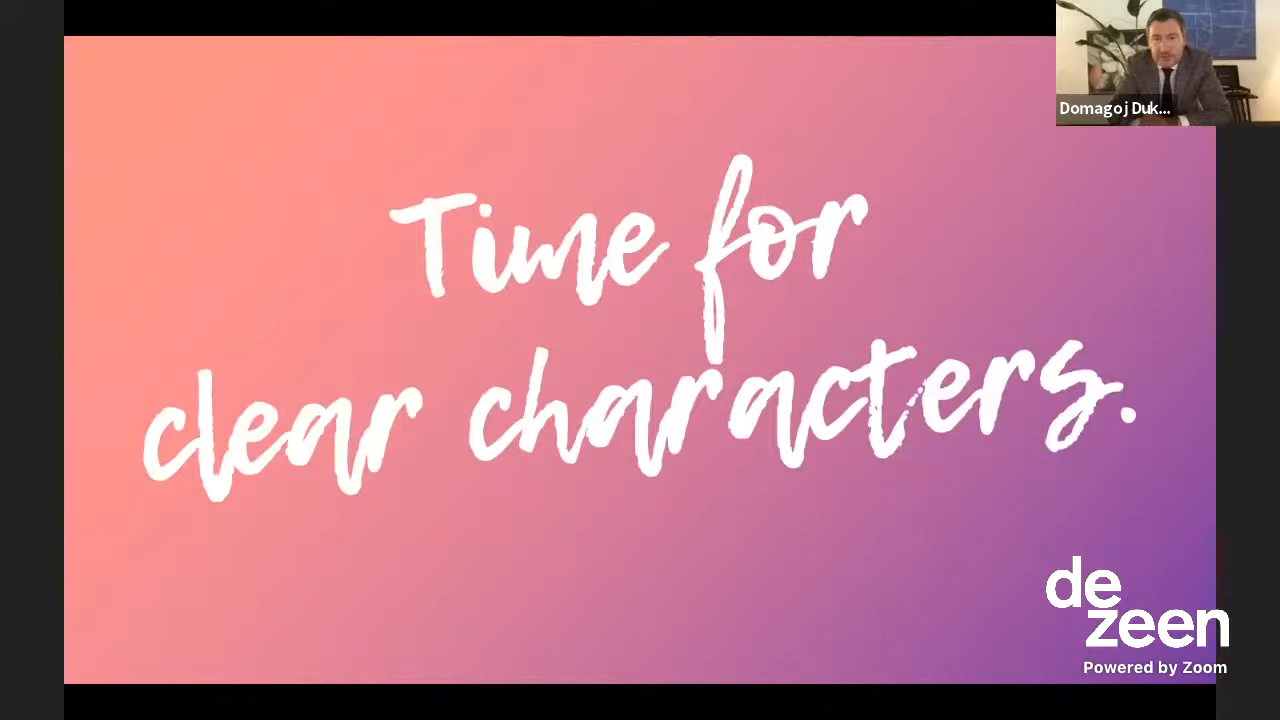 Domagoj Duk...
Time for
clear characters.
de
zeen
Powered by Zoom